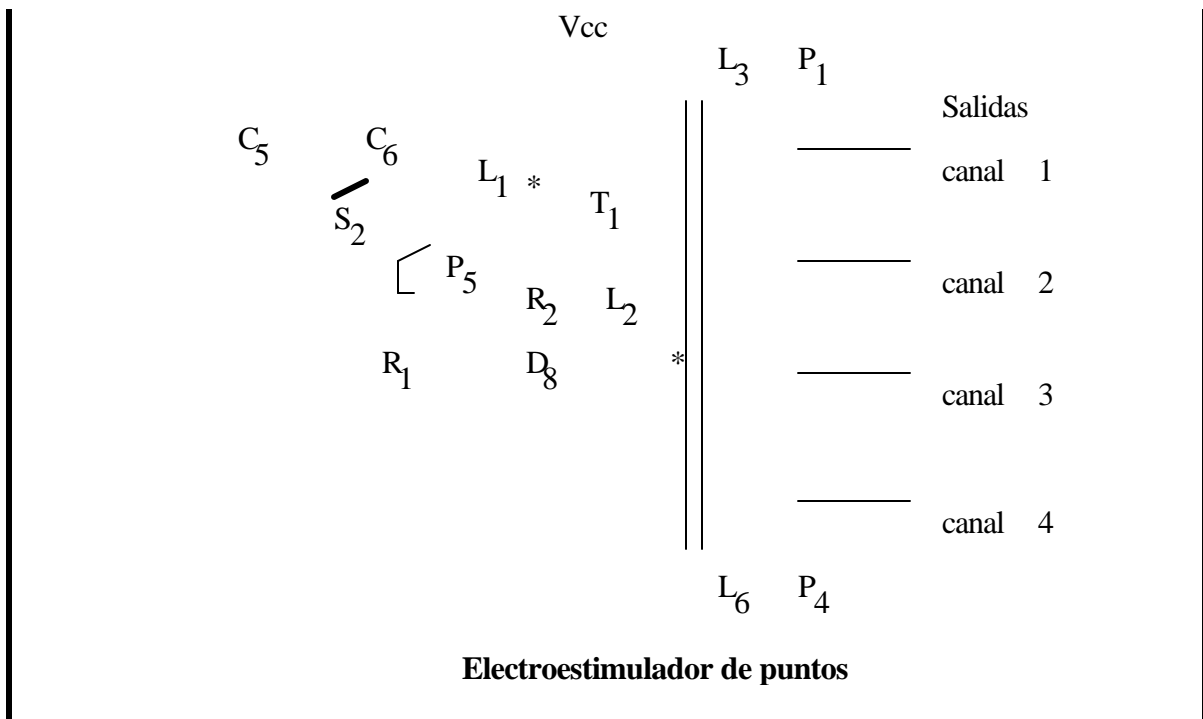 Vcc
L3 P1
Salidas
C5 C6
L1 * canal 1
T1
S2
P5 canal 2
R2 L2
R1 D8 *
canal 3
canal 4
L6 P4
Electroestimulador de puntos